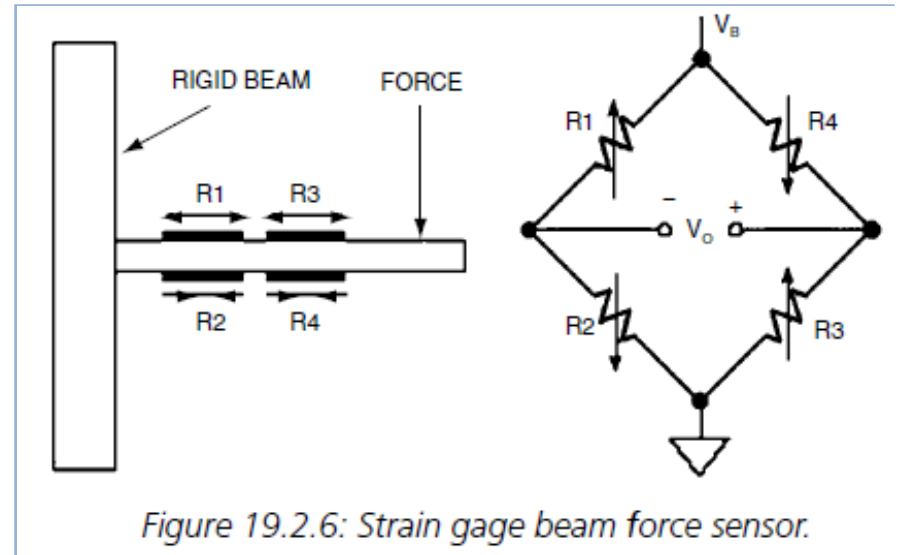 RIGID BEAM
FORCE
R1
R3
R2
R4
V_B
R1
R4
− V_O +
R2
R3
Figure 19.2.6: Strain gage beam force sensor.